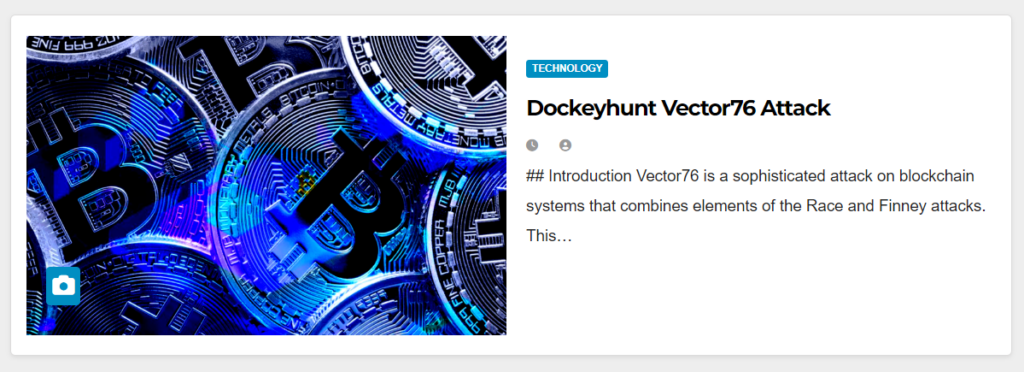 TECHNOLOGY
Dockeyhunt Vector76 Attack
## Introduction Vector76 is a sophisticated attack on blockchain
systems that combines elements of the Race and Finney attacks.
This…